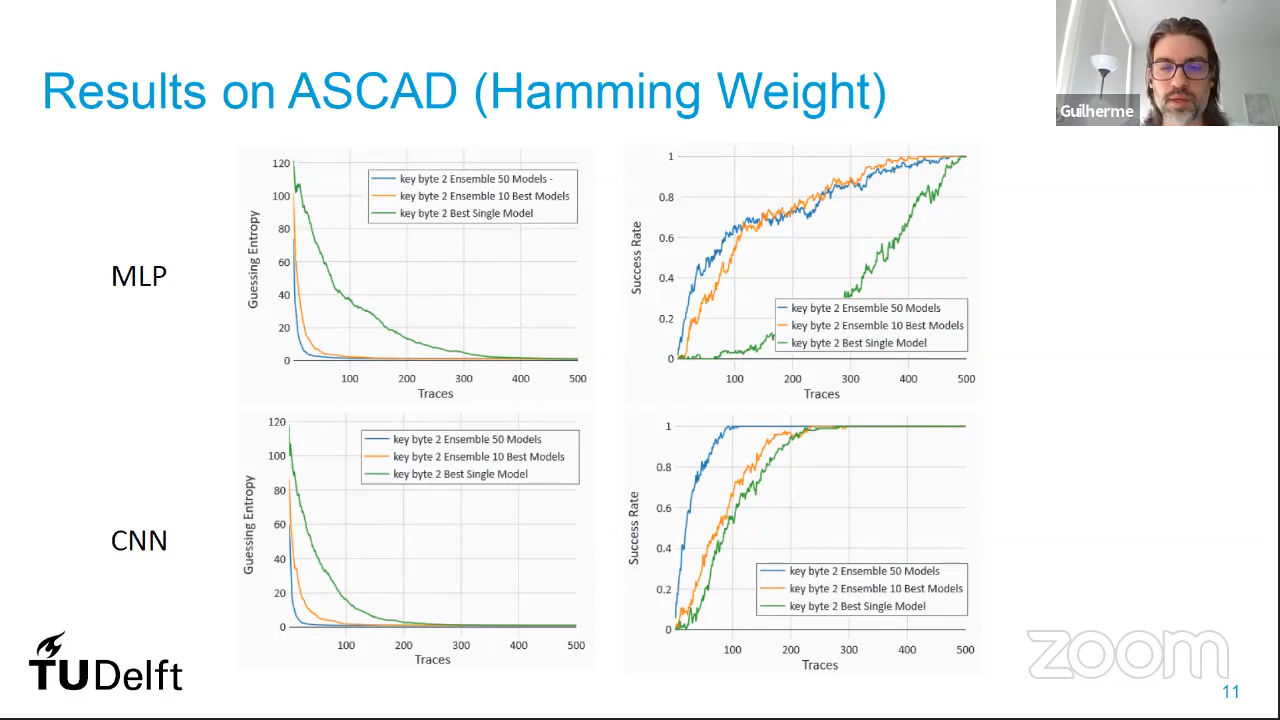 Results on ASCAD (Hamming Weight)
Guilherme
MLP
Guessing Entropy
120
100
80
60
40
20
0
key byte 2 Ensemble 50 Models -
key byte 2 Ensemble 10 Best Models
key byte 2 Best Single Model
100 200 300 400 500
Traces
Success Rate
1
0.8
0.6
0.4
0.2
0
key byte 2 Ensemble 50 Models
key byte 2 Ensemble 10 Best Models
key byte 2 Best Single Model
100 200 300 400 500
Traces
CNN
Guessing Entropy
120
100
80
60
40
20
0
key byte 2 Ensemble 50 Models
key byte 2 Ensemble 10 Best Models
key byte 2 Best Single Model
100 200 300 400 500
Traces
Success Rate
1
0.8
0.6
0.4
0.2
0
key byte 2 Ensemble 50 Models
key byte 2 Ensemble 10 Best Models
key byte 2 Best Single Model
100 200 300 400 500
Traces
TUDelft
zoom
11